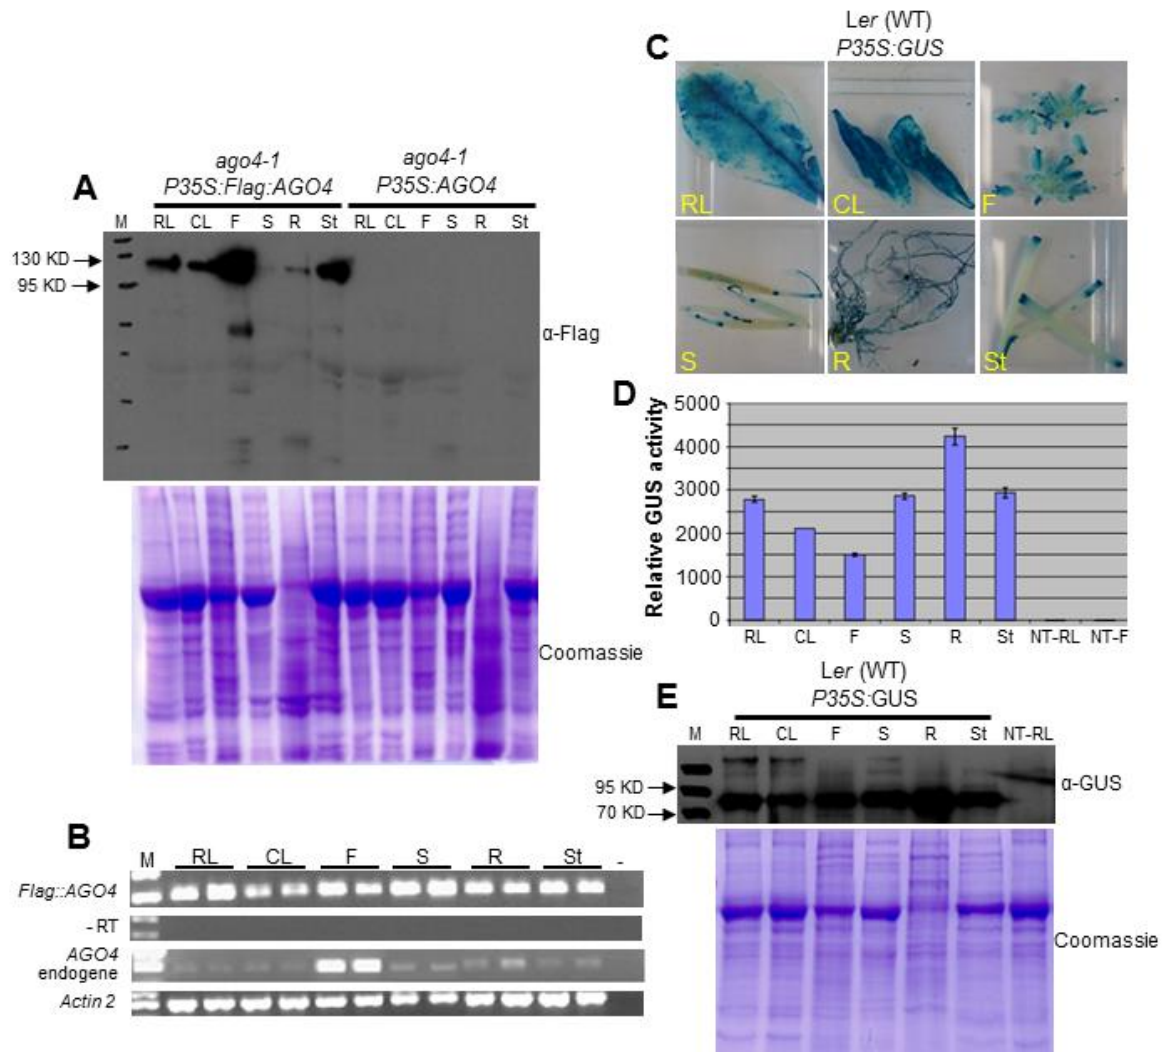 A
ago4-1
P35S:Flag:AGO4
ago4-1
P35S:AGO4
M RL CL F S R St RL CL F S R St
130 KD
95 KD
α-Flag
Coomassie
B
M RL CL F S R St -
Flag::AGO4
- RT
AGO4
endogene
Actin 2
C
Ler (WT)
P35S:GUS
RL CL F
S R St
D
Relative GUS activity
5000
4000
3000
2000
1000
0
RL CL F S R St NT-RL NT-F
E
Ler (WT)
P35S:GUS
M RL CL F S R St NT-RL
95 KD
70 KD
α-GUS
Coomassie